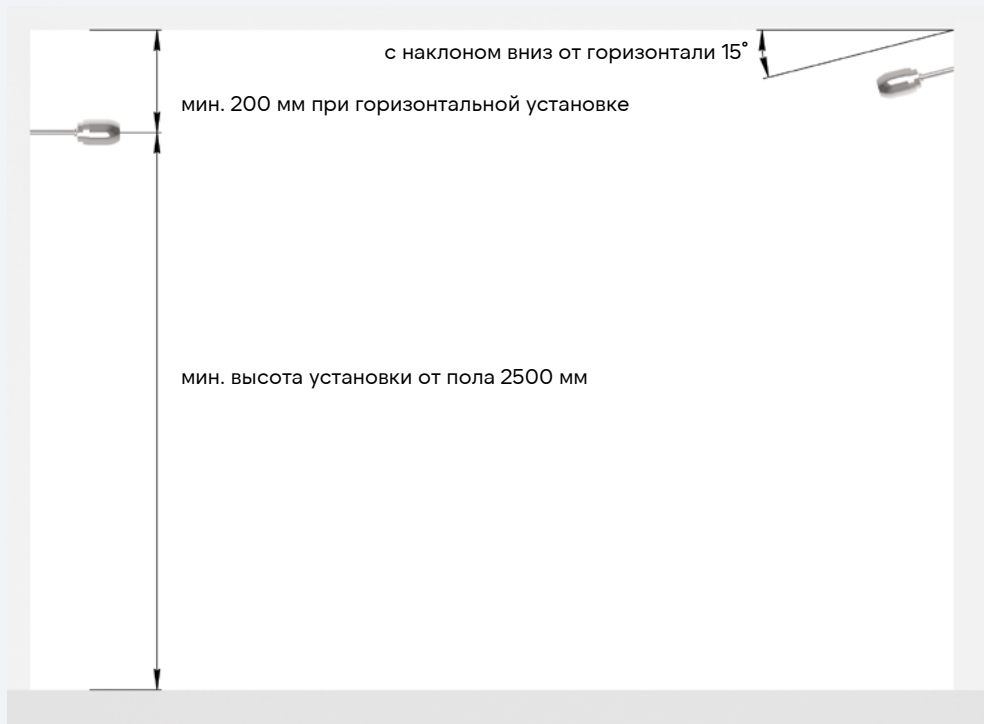 с наклоном вниз от горизонтали 15°
мин. 200 мм при горизонтальной установке
мин. высота установки от пола 2500 мм